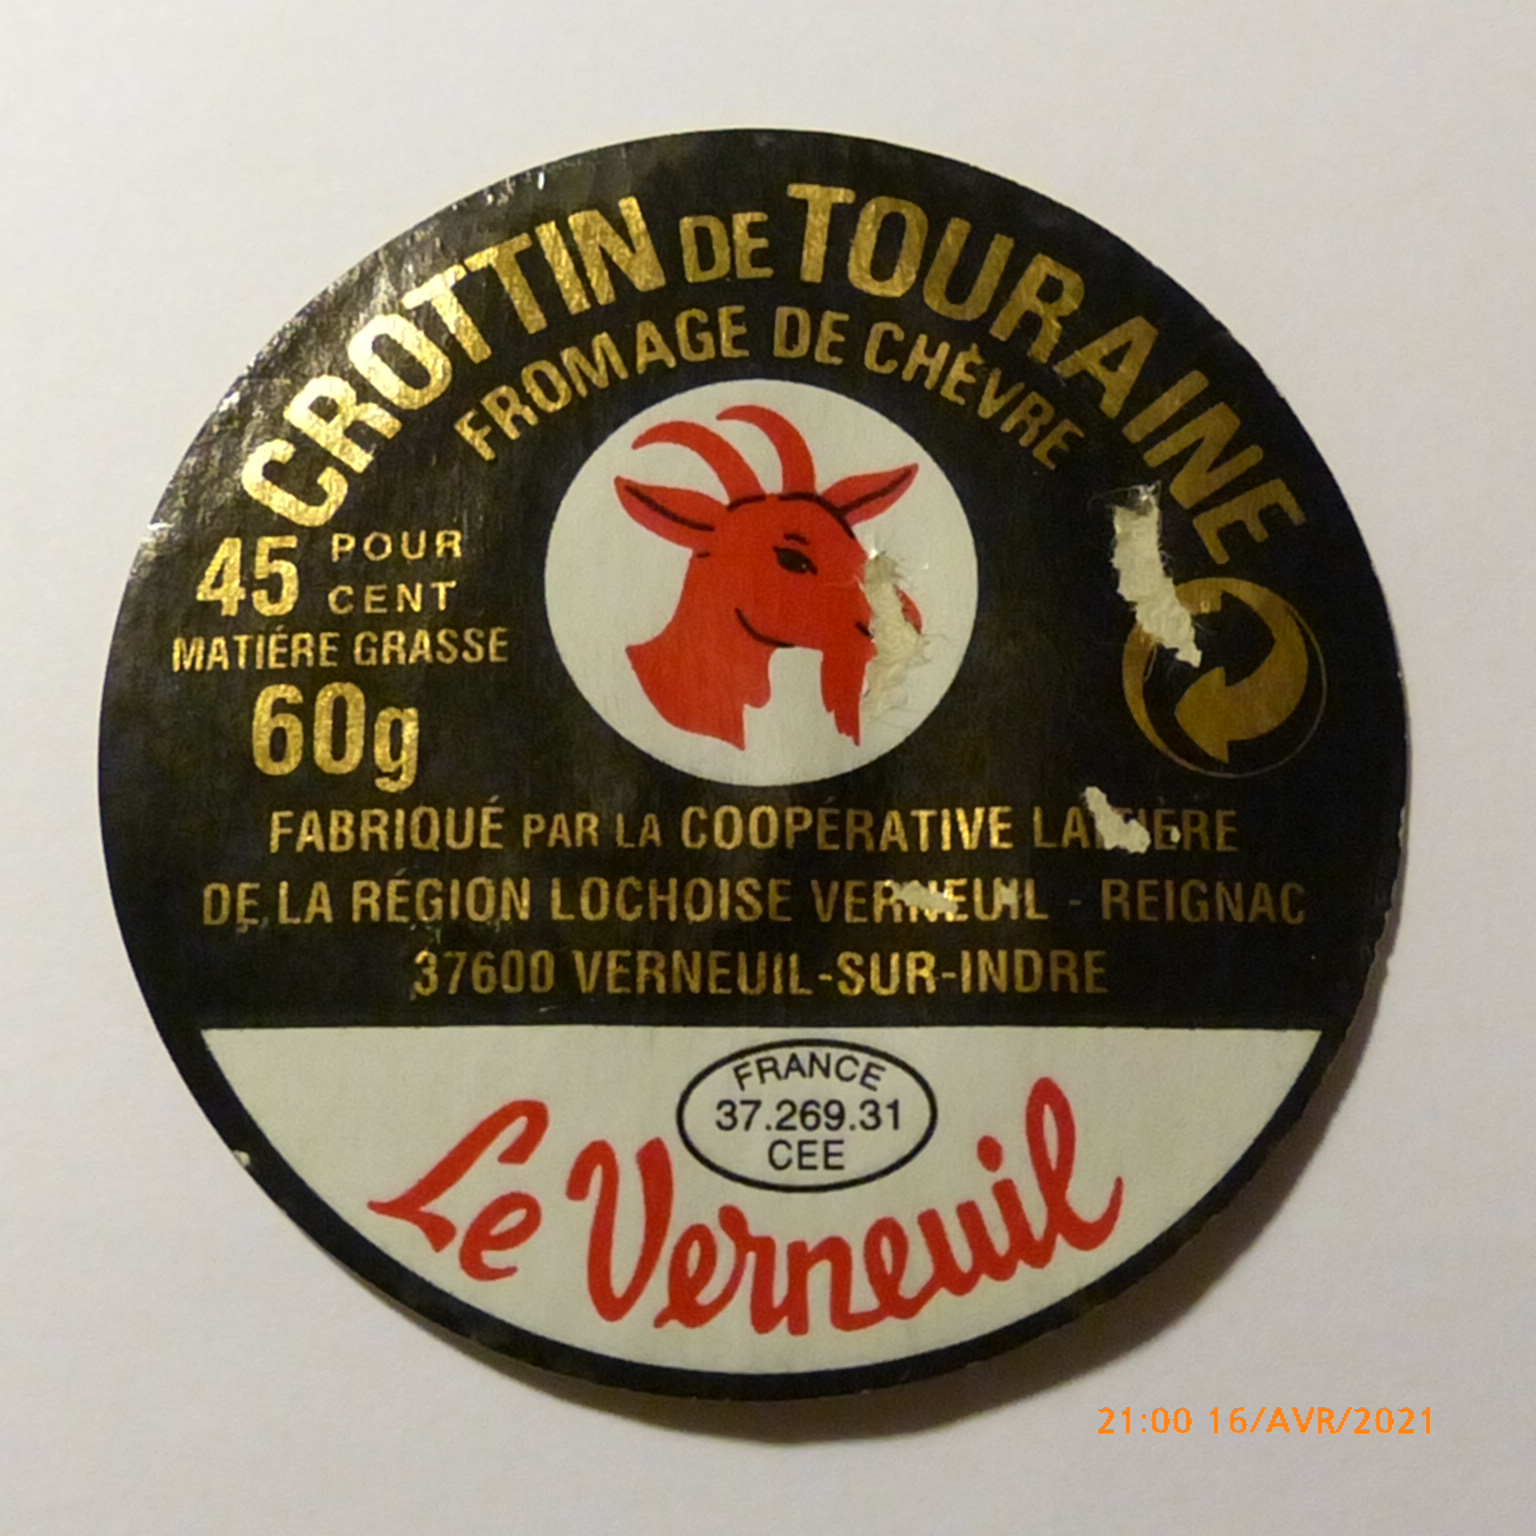 CROTTIN DE TOURAINE
FROMAGE DE CHÈVRE
45 POUR
CENT
MATIÉRE GRASSE
60g
FABRIQUÉ PAR LA COOPÉRATIVE LAITIÈRE
DE LA RÉGION LOCHOISE VERNEUIL - REIGNAC
37600 VERNEUIL-SUR-INDRE
FRANCE
37.269.31
CEE
Le Verneuil
21:00 16/AVR/2021